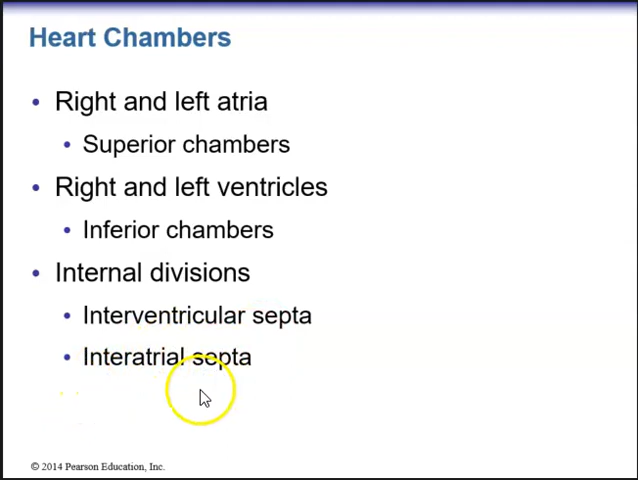 Heart Chambers
• Right and left atria
• Superior chambers
• Right and left ventricles
• Inferior chambers
• Internal divisions
• Interventricular septa
• Interatrial septa
© 2014 Pearson Education, Inc.